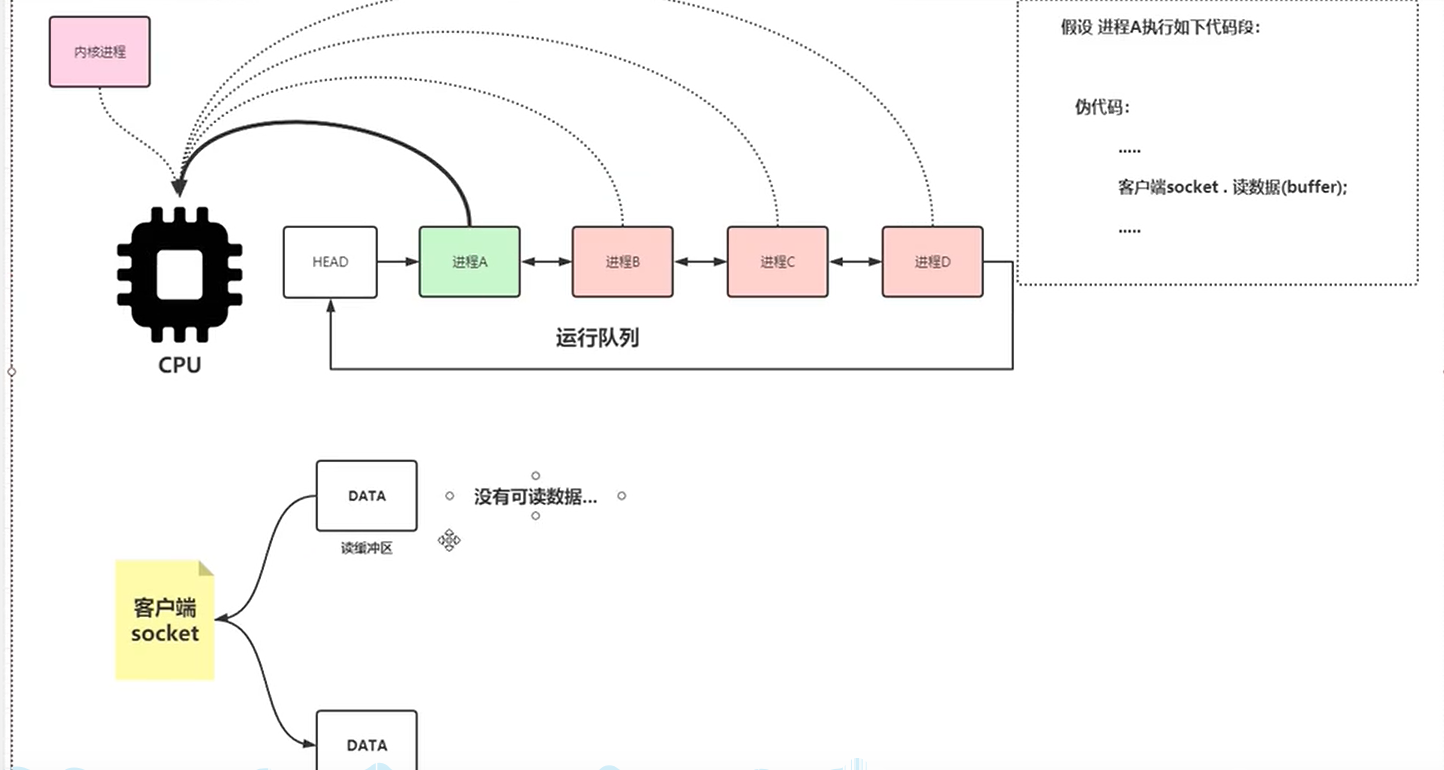 内核进程
假设 进程A执行如下代码段：
伪代码：
.....
客户端socket . 读数据(buffer);
.....
HEAD
进程A
进程B
进程C
进程D
运行队列
CPU
DATA
没有可读数据...
读缓冲区
客户端
socket
DATA